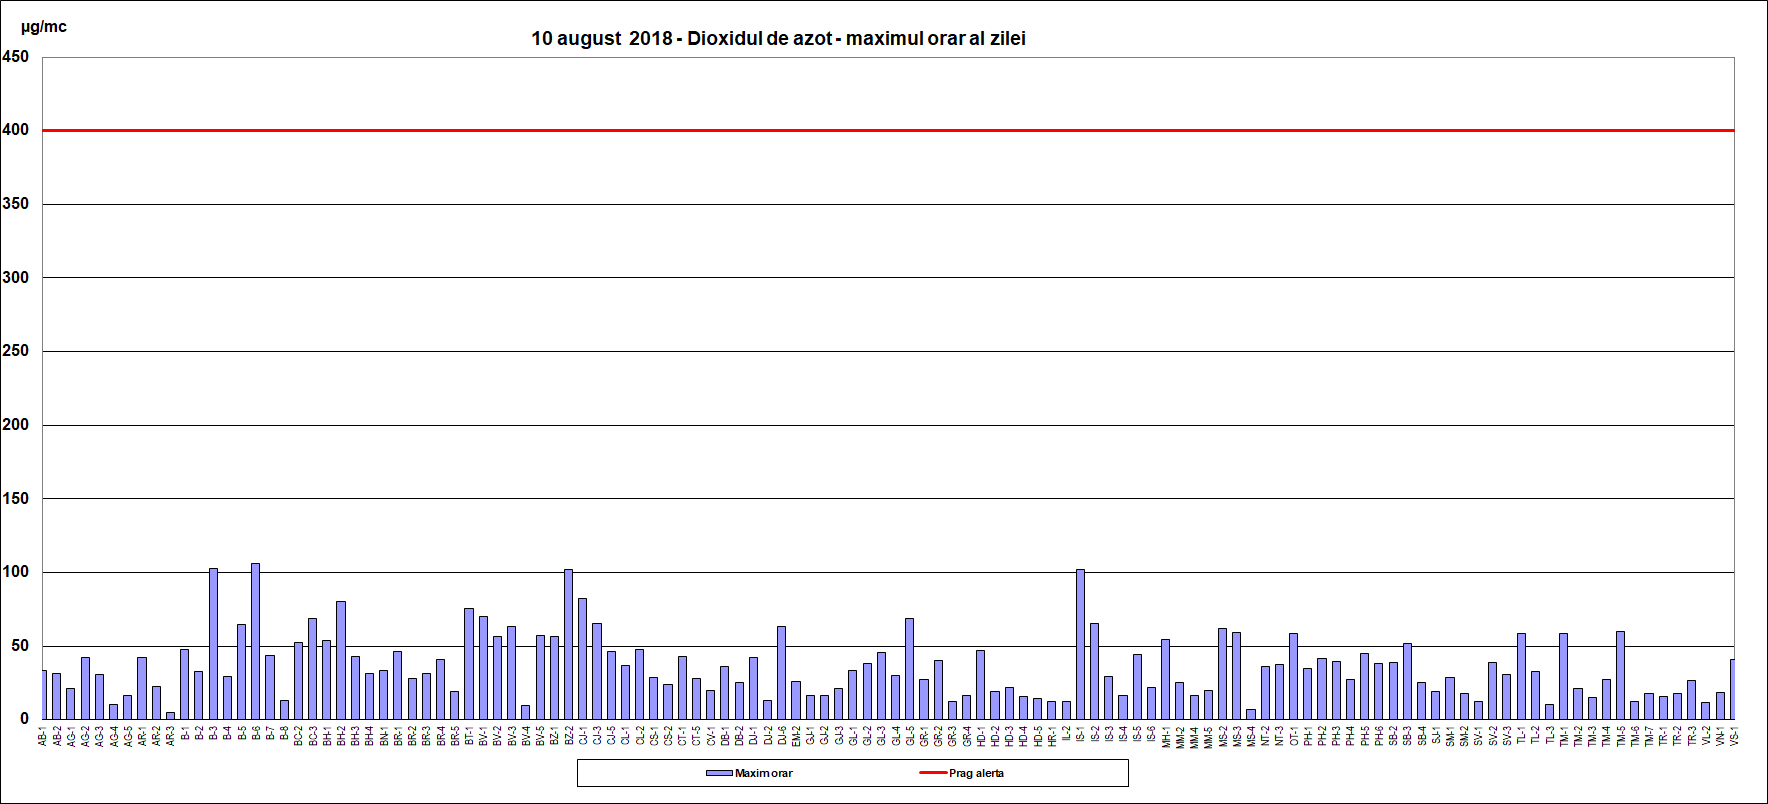 µg/mc
10 august 2018 - Dioxidul de azot - maximul orar al zilei
450
400
350
300
250
200
150
100
50
0
AB-1 AB-2 AG-1 AG-2 AG-3 AG-4 AG-5 AR-1 AR-2 AR-3 B-1 B-2 B-3 B-4 B-5 B-6 B-7 B-8 BC-2 BC-3 BH-1 BH-2 BH-4 BN-1 BR-1 BR-2 BR-3 BR-4 BR-5 BT-1 BV-1 BV-2 BV-3 BV-4 BV-5 BZ-1 BZ-2 CJ-1 CJ-3 CJ-5 CL-1 CL-2 CS-1 CS-2 CT-1 CT-5 CV-1 DB-1 DB-2 DJ-1 DJ-2 DJ-6 EM-2 GJ-1 GJ-2 GJ-3 GL-1 GL-2 GL-3 GL-4 GL-5 GR-1 GR-2 GR-3 GR-4 HD-1 HD-2 HD-3 HD-4 HD-5 HR-1 IL-2 IS-1 IS-2 IS-3 IS-4 IS-5 IS-6 MH-1 MM-2 MM-4 MM-5 MS-2 MS-3 MS-4 NT-2 NT-3 OT-1 PH-1 PH-2 PH-3 PH-4 PH-5 PH-6 SB-2 SB-3 SB-4 SJ-1 SM-1 SM-2 SV-1 SV-2 SV-3 TL-1 TL-2 TL-3 TM-1 TM-2 TM-3 TM-4 TM-5 TM-6 TM-7 TR-1 TR-2 TR-3 VL-2 VN-1 VS-1
Maxim orar Prag alerta